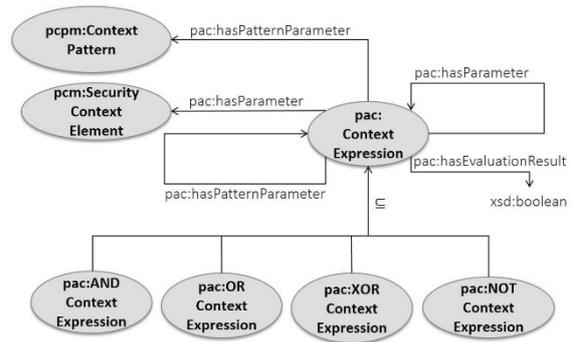 pcpm:Context
Pattern
pac:hasPatternParameter
pac:hasParameter
pcm:Security
Context
Element
pac:hasParameter
pac:
Context
Expression
pac:hasEvaluationResult
xsd:boolean
pac:hasPatternParameter
⊆
pac:AND
Context
Expression
pac:OR
Context
Expression
pac:XOR
Context
Expression
pac:NOT
Context
Expression